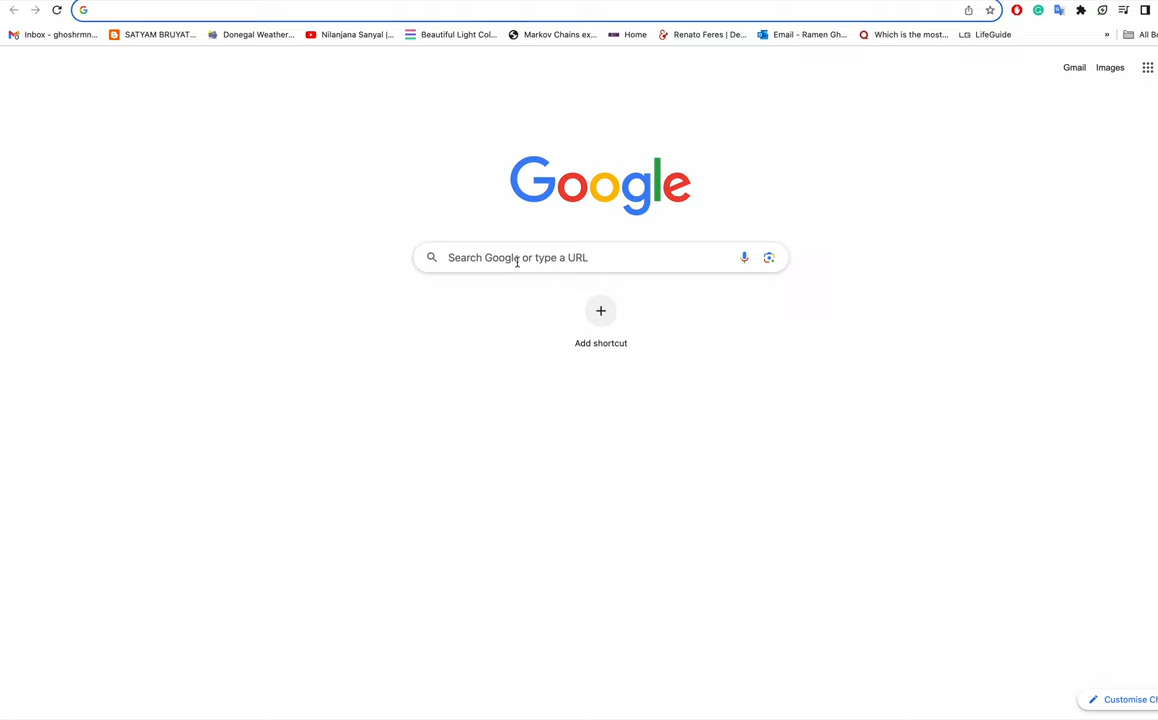 Inbox - ghoshrmn...
SATYAM BRUYAT...
Donegal Weather...
Nilanjana Sanyal |...
Beautiful Light Col...
Markov Chains ex...
Home
Renato Feres | De...
Email - Ramen Gh...
Which is the most...
LG LifeGuide
»
All Bo
Gmail Images
Google
Search Google or type a URL
Add shortcut
Customise Ch